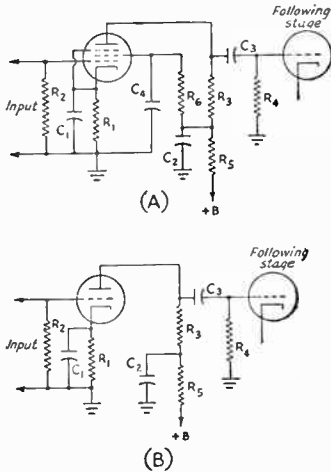 Following
stage
C3
R2
Input
C1
R1
C4
R6
R3
R4
C2
R5
+B
(A)
Following
stage
C3
R2
R3
Input
C1
R1
C2
R4
R5
+B
(B)